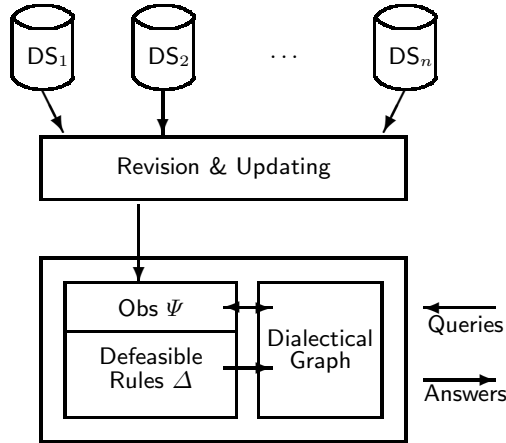 DS₁ DS₂ ... DSₙ
Revision & Updating
Obs Ψ
Defeasible
Rules Δ
Dialectical
Graph
Queries
Answers